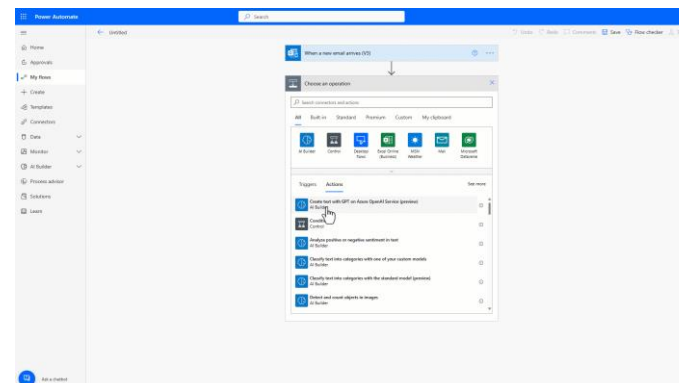 Power Automate
Search
Untitled
Undo
Redo
Comments
Save
Flow checker
Home
Approvals
My flows
Create
Templates
Connectors
Data
Monitor
AI Builder
Process advisor
Solutions
Learn
Ask a chatbot
When a new email arrives (V3)
Choose an operation
Search connectors and actions
All
Built-in
Standard
Premium
Custom
My clipboard
AI Builder
Control
Desktop flows
Excel Online (Business)
MSN Weather
Mail
Microsoft Dataverse
Triggers
Actions
See more
Create text with GPT on Azure OpenAI Service (preview)
AI Builder
Control
Analyze positive or negative sentiment in text
AI Builder
Classify text into categories with one of your custom models
AI Builder
Classify text into categories with the standard model (preview)
AI Builder
Detect and count objects in images
AI Builder